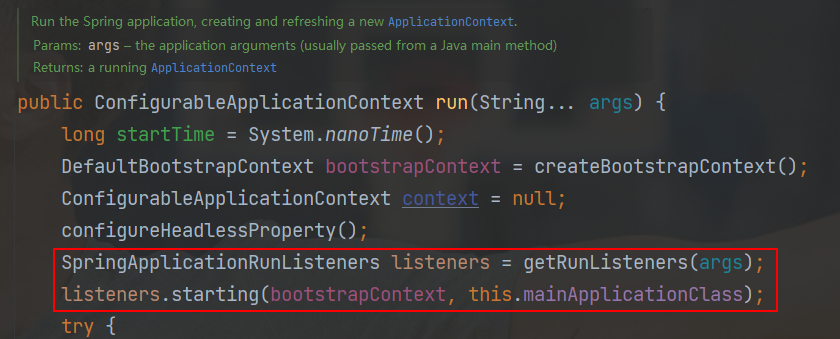 Run the Spring application, creating and refreshing a new ApplicationContext.
Params: args – the application arguments (usually passed from a Java main method)
Returns: a running ApplicationContext
public ConfigurableApplicationContext run(String... args) {
long startTime = System.nanoTime();
DefaultBootstrapContext bootstrapContext = createBootstrapContext();
ConfigurableApplicationContext context = null;
configureHeadlessProperty();
SpringApplicationRunListeners listeners = getRunListeners(args);
listeners.starting(bootstrapContext, this.mainApplicationClass);
try {